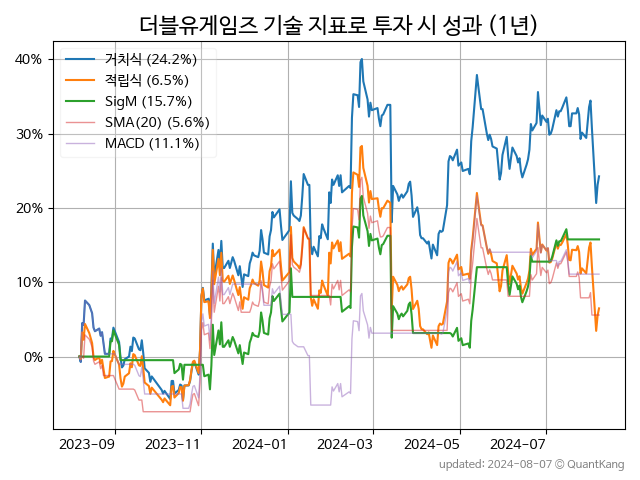 더블유게임즈 기술 지표로 투자 시 성과 (1년)
거치식 (24.2%)
적립식 (6.5%)
SigM (15.7%)
SMA(20) (5.6%)
MACD (11.1%)
40%
30%
20%
10%
0%
2023-09 2023-11 2024-01 2024-03 2024-05 2024-07
updated: 2024-08-07 © QuantKang